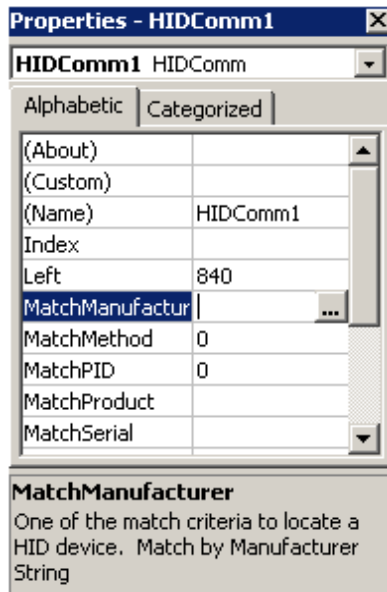 Properties - HIDComm1
HIDComm1 HIDComm
Alphabetic Categorized
(About)
(Custom)
(Name) HIDComm1
Index
Left 840
MatchManufactur ...
MatchMethod 0
MatchPID 0
MatchProduct
MatchSerial
MatchManufacturer
One of the match criteria to locate a
HID device. Match by Manufacturer
String